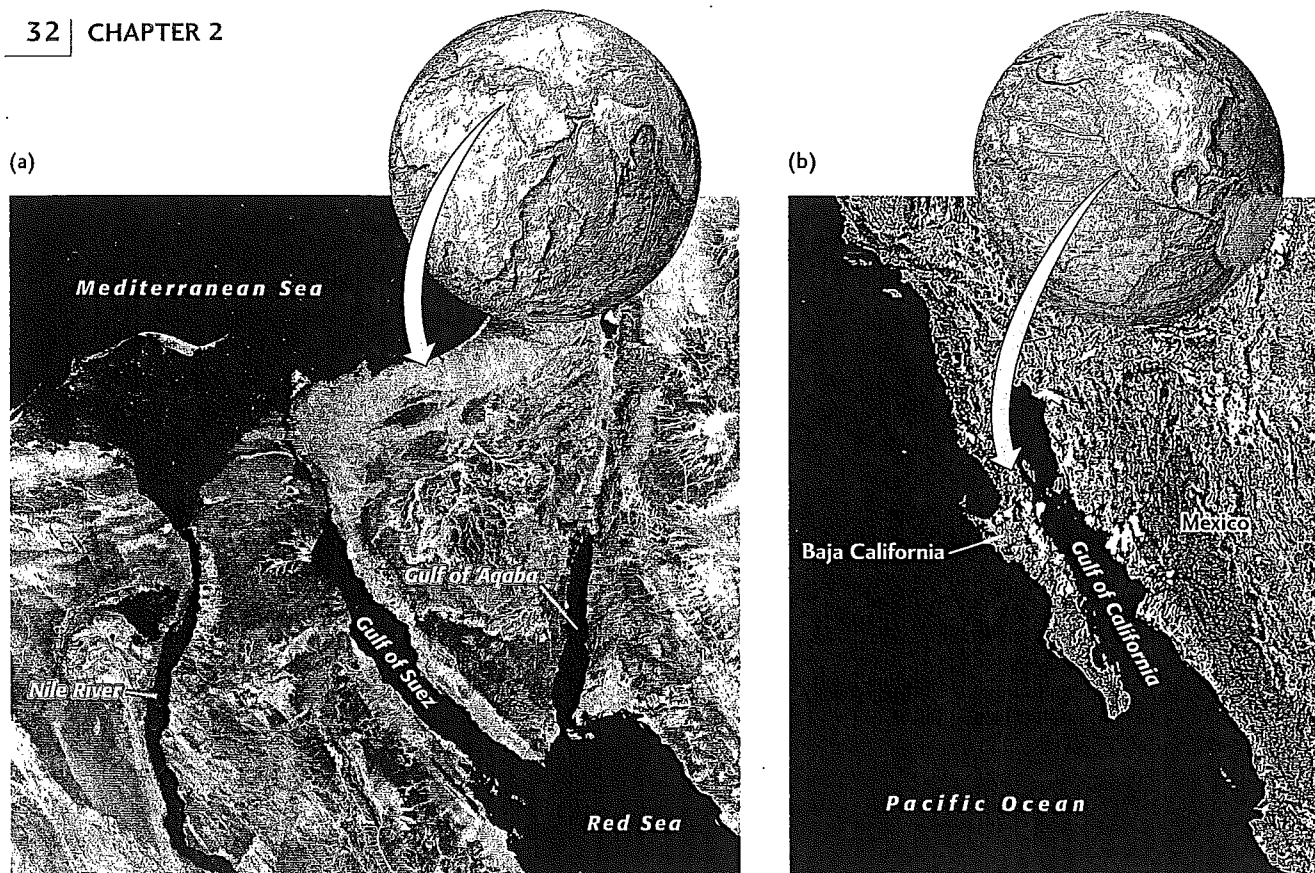 32 CHAPTER 2
(a)
Mediterranean Sea
Gulf of Aqaba
Gulf of Suez
Nile River
Red Sea
(b)
Mexico
Baja California
Gulf of California
Pacific Ocean